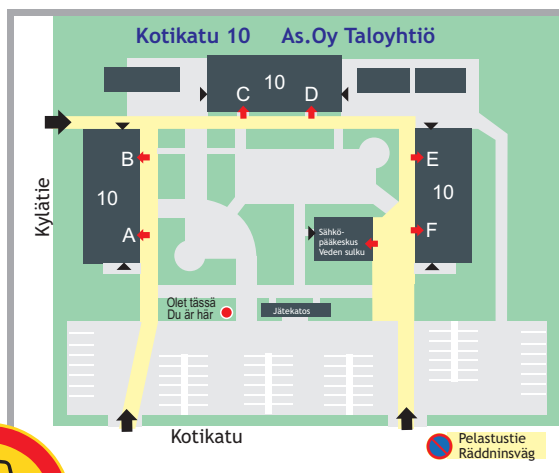 Kotikatu 10 As.Oy Taloyhtiö
10
C D
B
10
A
E
10
F
Kylätie
Sähkö-
pääkeskus
Veden sulku
Olet tässä
Du är här
Jätekatos
Kotikatu
Pelastustie
Räddninsväg